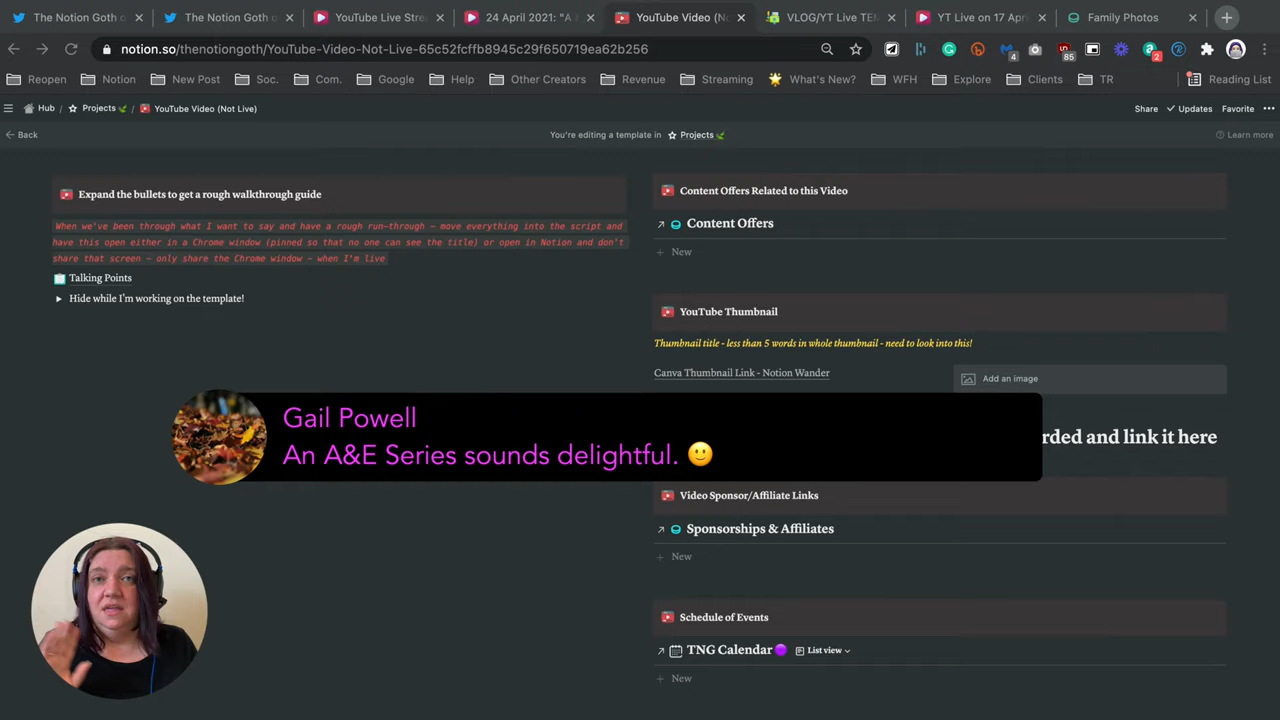 The Notion Goth o
The Notion Goth of
YouTube Live Stre
24 April 2021: "A A
YouTube Video (N
VLOG/YT Live TEM
YT Live on 17 Apri
Family Photos
notion.so/thenotiongoth/YouTube-Video-Not-Live-65c52fcffb8945c29f650719ea62b256
4
85
2
Reopen
Notion
New Post
Soc.
Com.
Google
Help
Other Creators
Revenue
Streaming
What's New?
WFH
Explore
Clients
TR
Reading List
Hub / Projects / YouTube Video (Not Live)
Share
Updates
Favorite
Back
You're editing a template in Projects
Learn more
Expand the bullets to get a rough walkthrough guide
When we've been through what I want to say and have a rough run-through - move everything into the script and
have this open either in a Chrome window (pinned so that no one can see the title) or open in Notion and don't
share that screen - only share the Chrome window - when I'm live
Talking Points
Hide while I'm working on the template!
Content Offers Related to this Video
Content Offers
New
YouTube Thumbnail
Thumbnail title - less than 5 words in whole thumbnail - need to look into this!
Canva Thumbnail Link - Notion Wander
Add an image
Gail Powell
An A&E Series sounds delightful. 🙂
rded and link it here
Video Sponsor/Affiliate Links
Sponsorships & Affiliates
New
Schedule of Events
TNG Calendar
List view
New